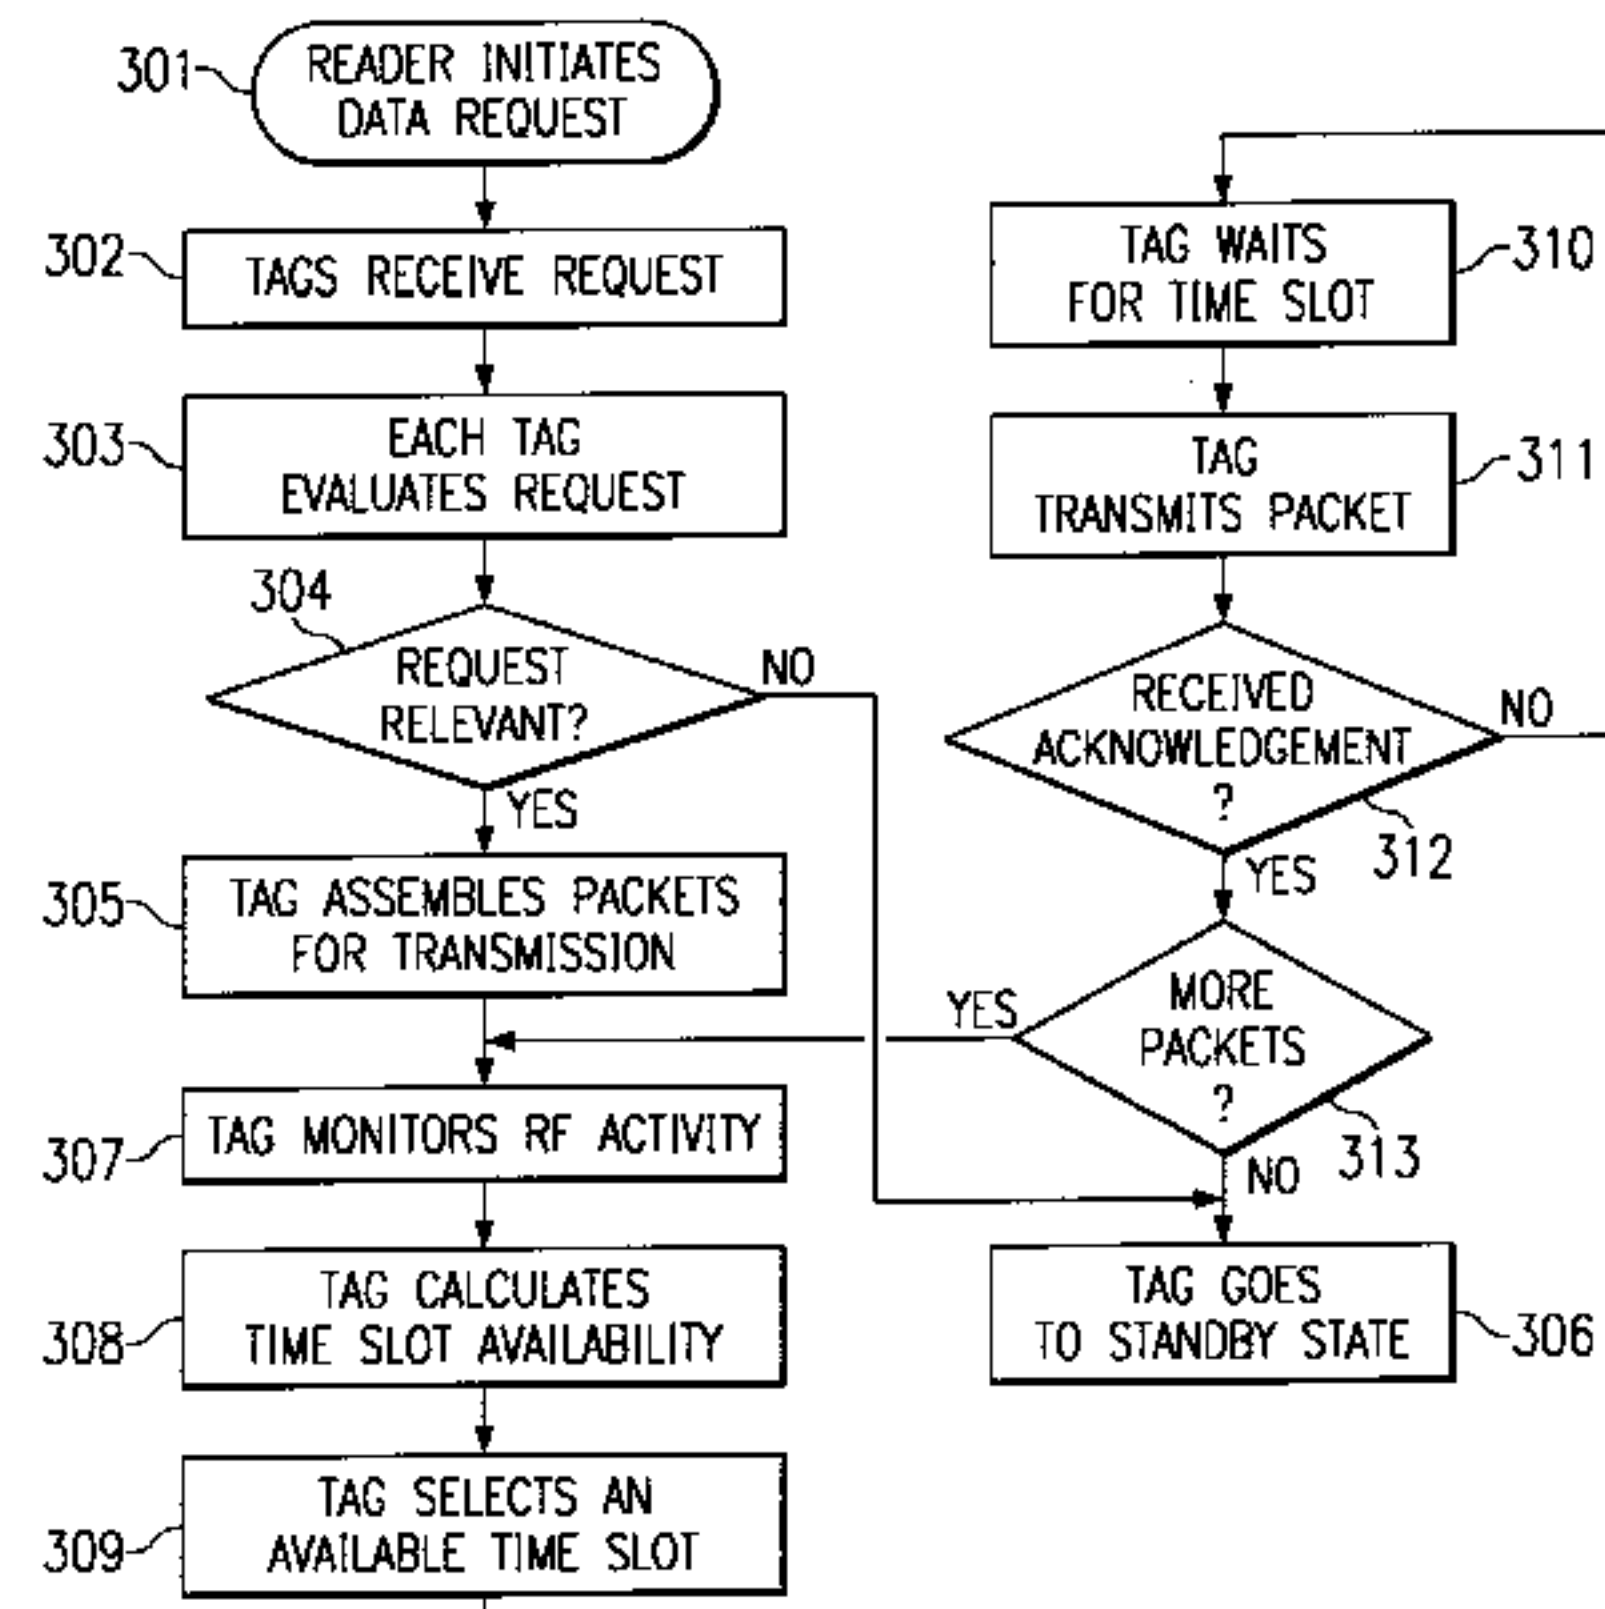 301
READER INITIATES
DATA REQUEST
302
TAGS RECEIVE REQUEST
303
EACH TAG
EVALUATES REQUEST
304
REQUEST
RELEVANT?
NO
YES
305
TAG ASSEMBLES PACKETS
FOR TRANSMISSION
307
TAG MONITORS RF ACTIVITY
308
TAG CALCULATES
TIME SLOT AVAILABILITY
309
TAG SELECTS AN
AVAILABLE TIME SLOT
TAG WAITS
FOR TIME SLOT
310
TAG
TRANSMITS PACKET
311
RECEIVED
ACKNOWLEDGEMENT
?
NO
312
YES
MORE
PACKETS
?
YES
313
NO
TAG GOES
TO STANDBY STATE
306